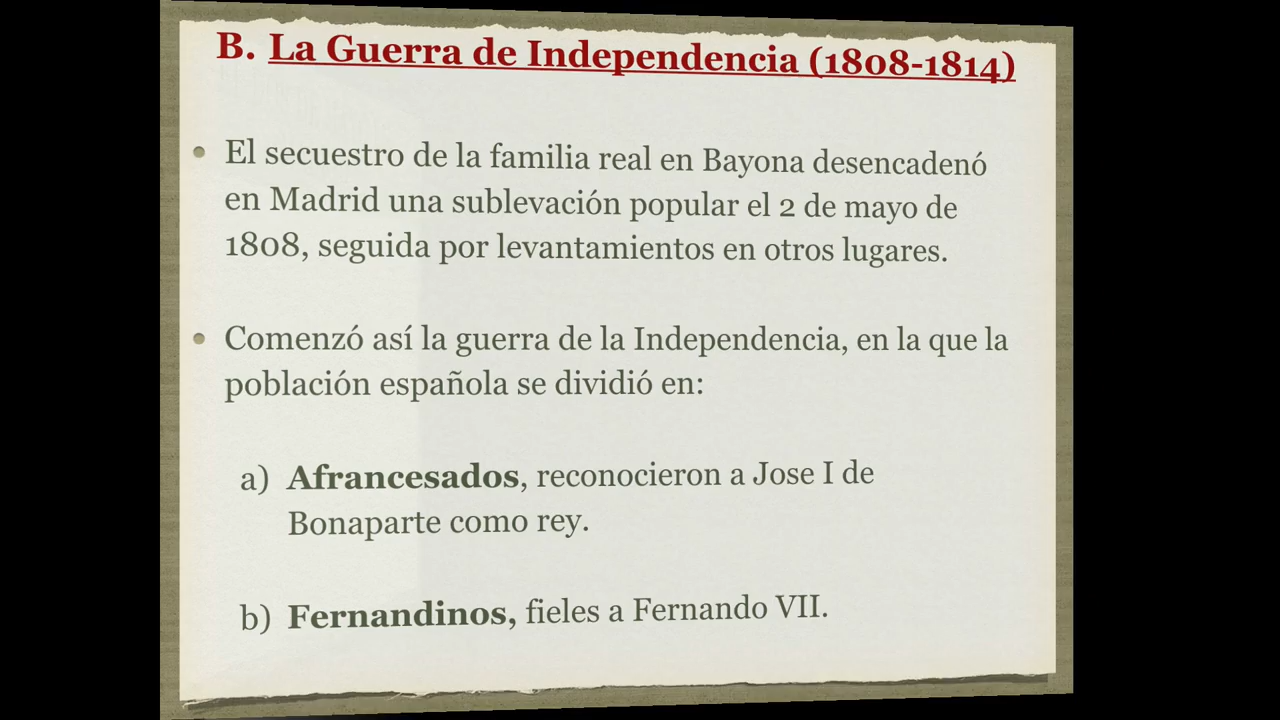 B. La Guerra de Independencia (1808-1814)
• El secuestro de la familia real en Bayona desencadenó
en Madrid una sublevación popular el 2 de mayo de
1808, seguida por levantamientos en otros lugares.
• Comenzó así la guerra de la Independencia, en la que la
población española se dividió en:
a) Afrancesados, reconocieron a Jose I de
Bonaparte como rey.
b) Fernandinos, fieles a Fernando VII.